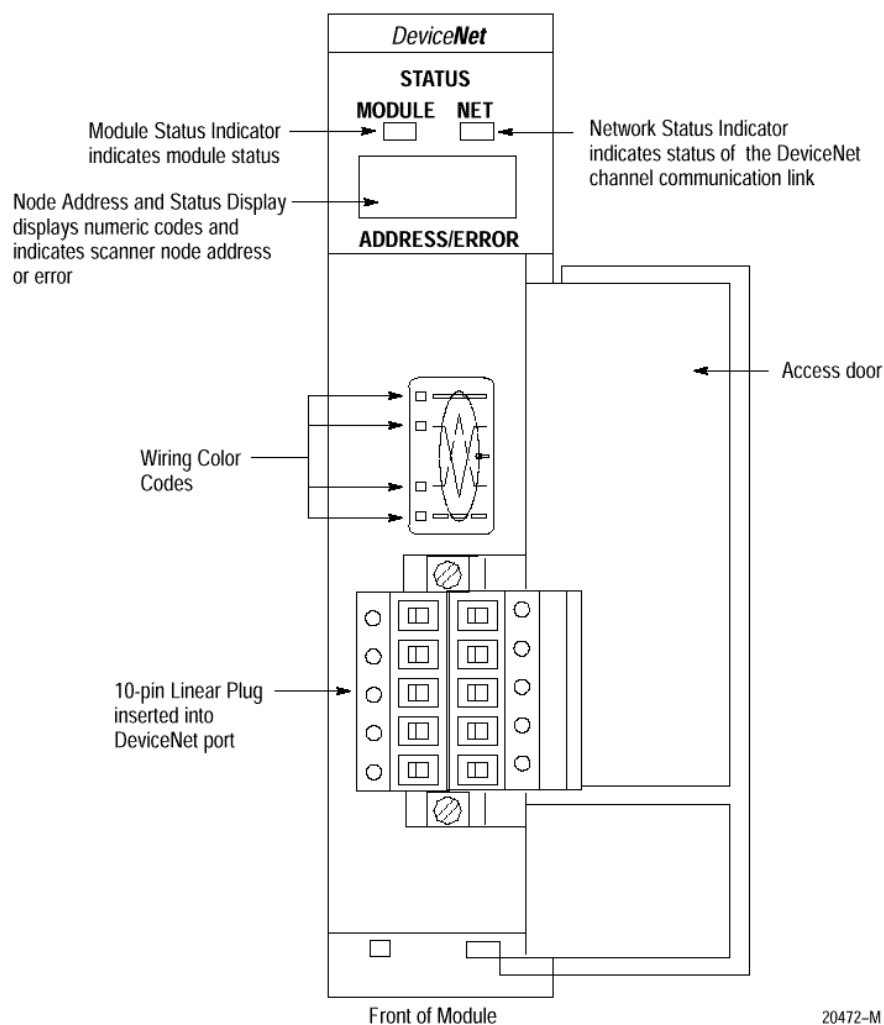 DeviceNet
STATUS
MODULE NET
Module Status Indicator
indicates module status
Network Status Indicator
indicates status of the DeviceNet
channel communication link
Node Address and Status Display
displays numeric codes and
indicates scanner node address
or error
ADDRESS/ERROR
Access door
Wiring Color
Codes
10-pin Linear Plug
inserted into
DeviceNet port
Front of Module
20472–M